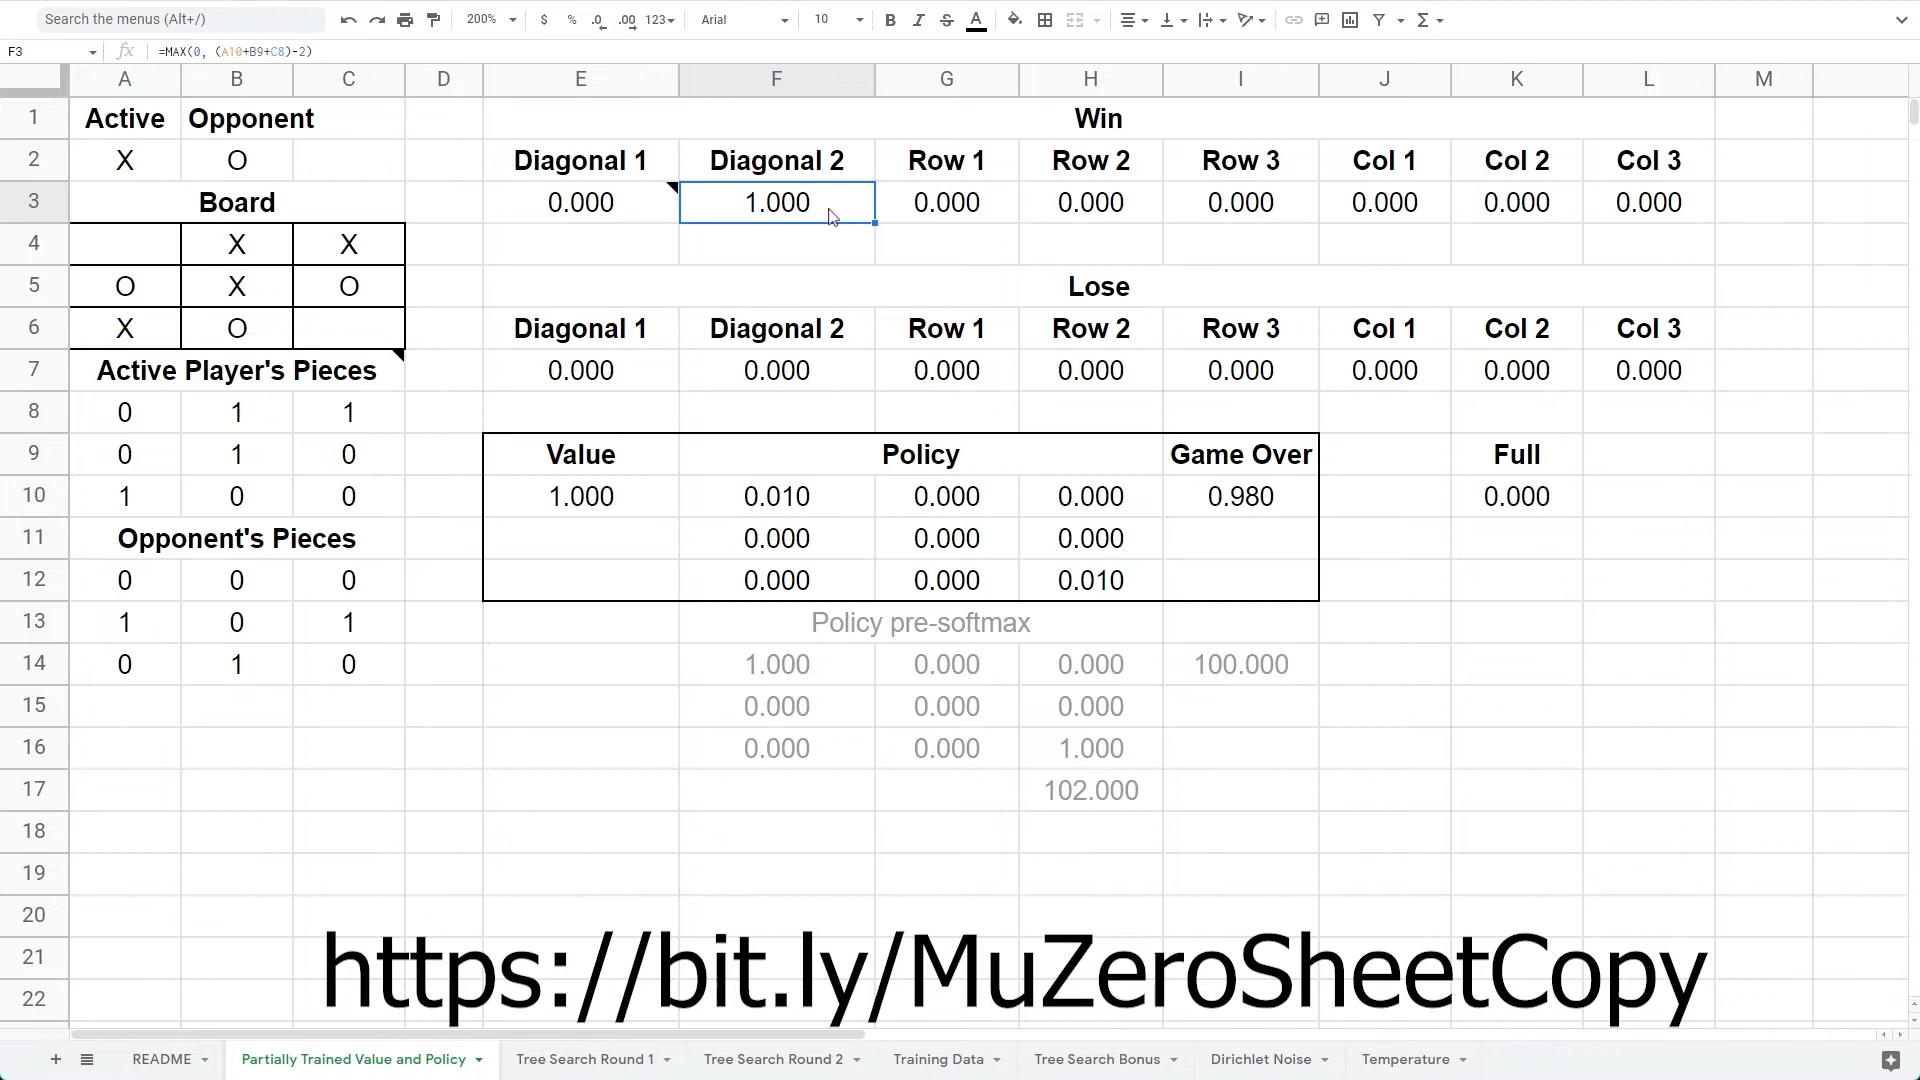 Search the menus (Alt+/) 200% $ % .0 .00 123 Arial 10 B I S A Σ
F3 fx =MAX(0, (A10+B9+C8)-2)
A B C D E F G H I J K L M
1 Active Opponent Win
2 X O Diagonal 1 Diagonal 2 Row 1 Row 2 Row 3 Col 1 Col 2 Col 3
3 Board 0.000 1.000 0.000 0.000 0.000 0.000 0.000 0.000
4 X X
5 O X O Lose
6 X O Diagonal 1 Diagonal 2 Row 1 Row 2 Row 3 Col 1 Col 2 Col 3
7 Active Player's Pieces 0.000 0.000 0.000 0.000 0.000 0.000 0.000 0.000
8 0 1 1
9 0 1 0 Value Policy Game Over Full
10 1 0 0 1.000 0.010 0.000 0.000 0.980 0.000
11 Opponent's Pieces 0.000 0.000 0.000
12 0 0 0 0.000 0.000 0.010
13 1 0 1 Policy pre-softmax
14 0 1 0 1.000 0.000 0.000 100.000
15 0.000 0.000 0.000
16 0.000 0.000 1.000
17 102.000
18
19
20
21
22
https://bit.ly/MuZeroSheetCopy
+ README Partially Trained Value and Policy Tree Search Round 1 Tree Search Round 2 Training Data Tree Search Bonus Dirichlet Noise Temperature